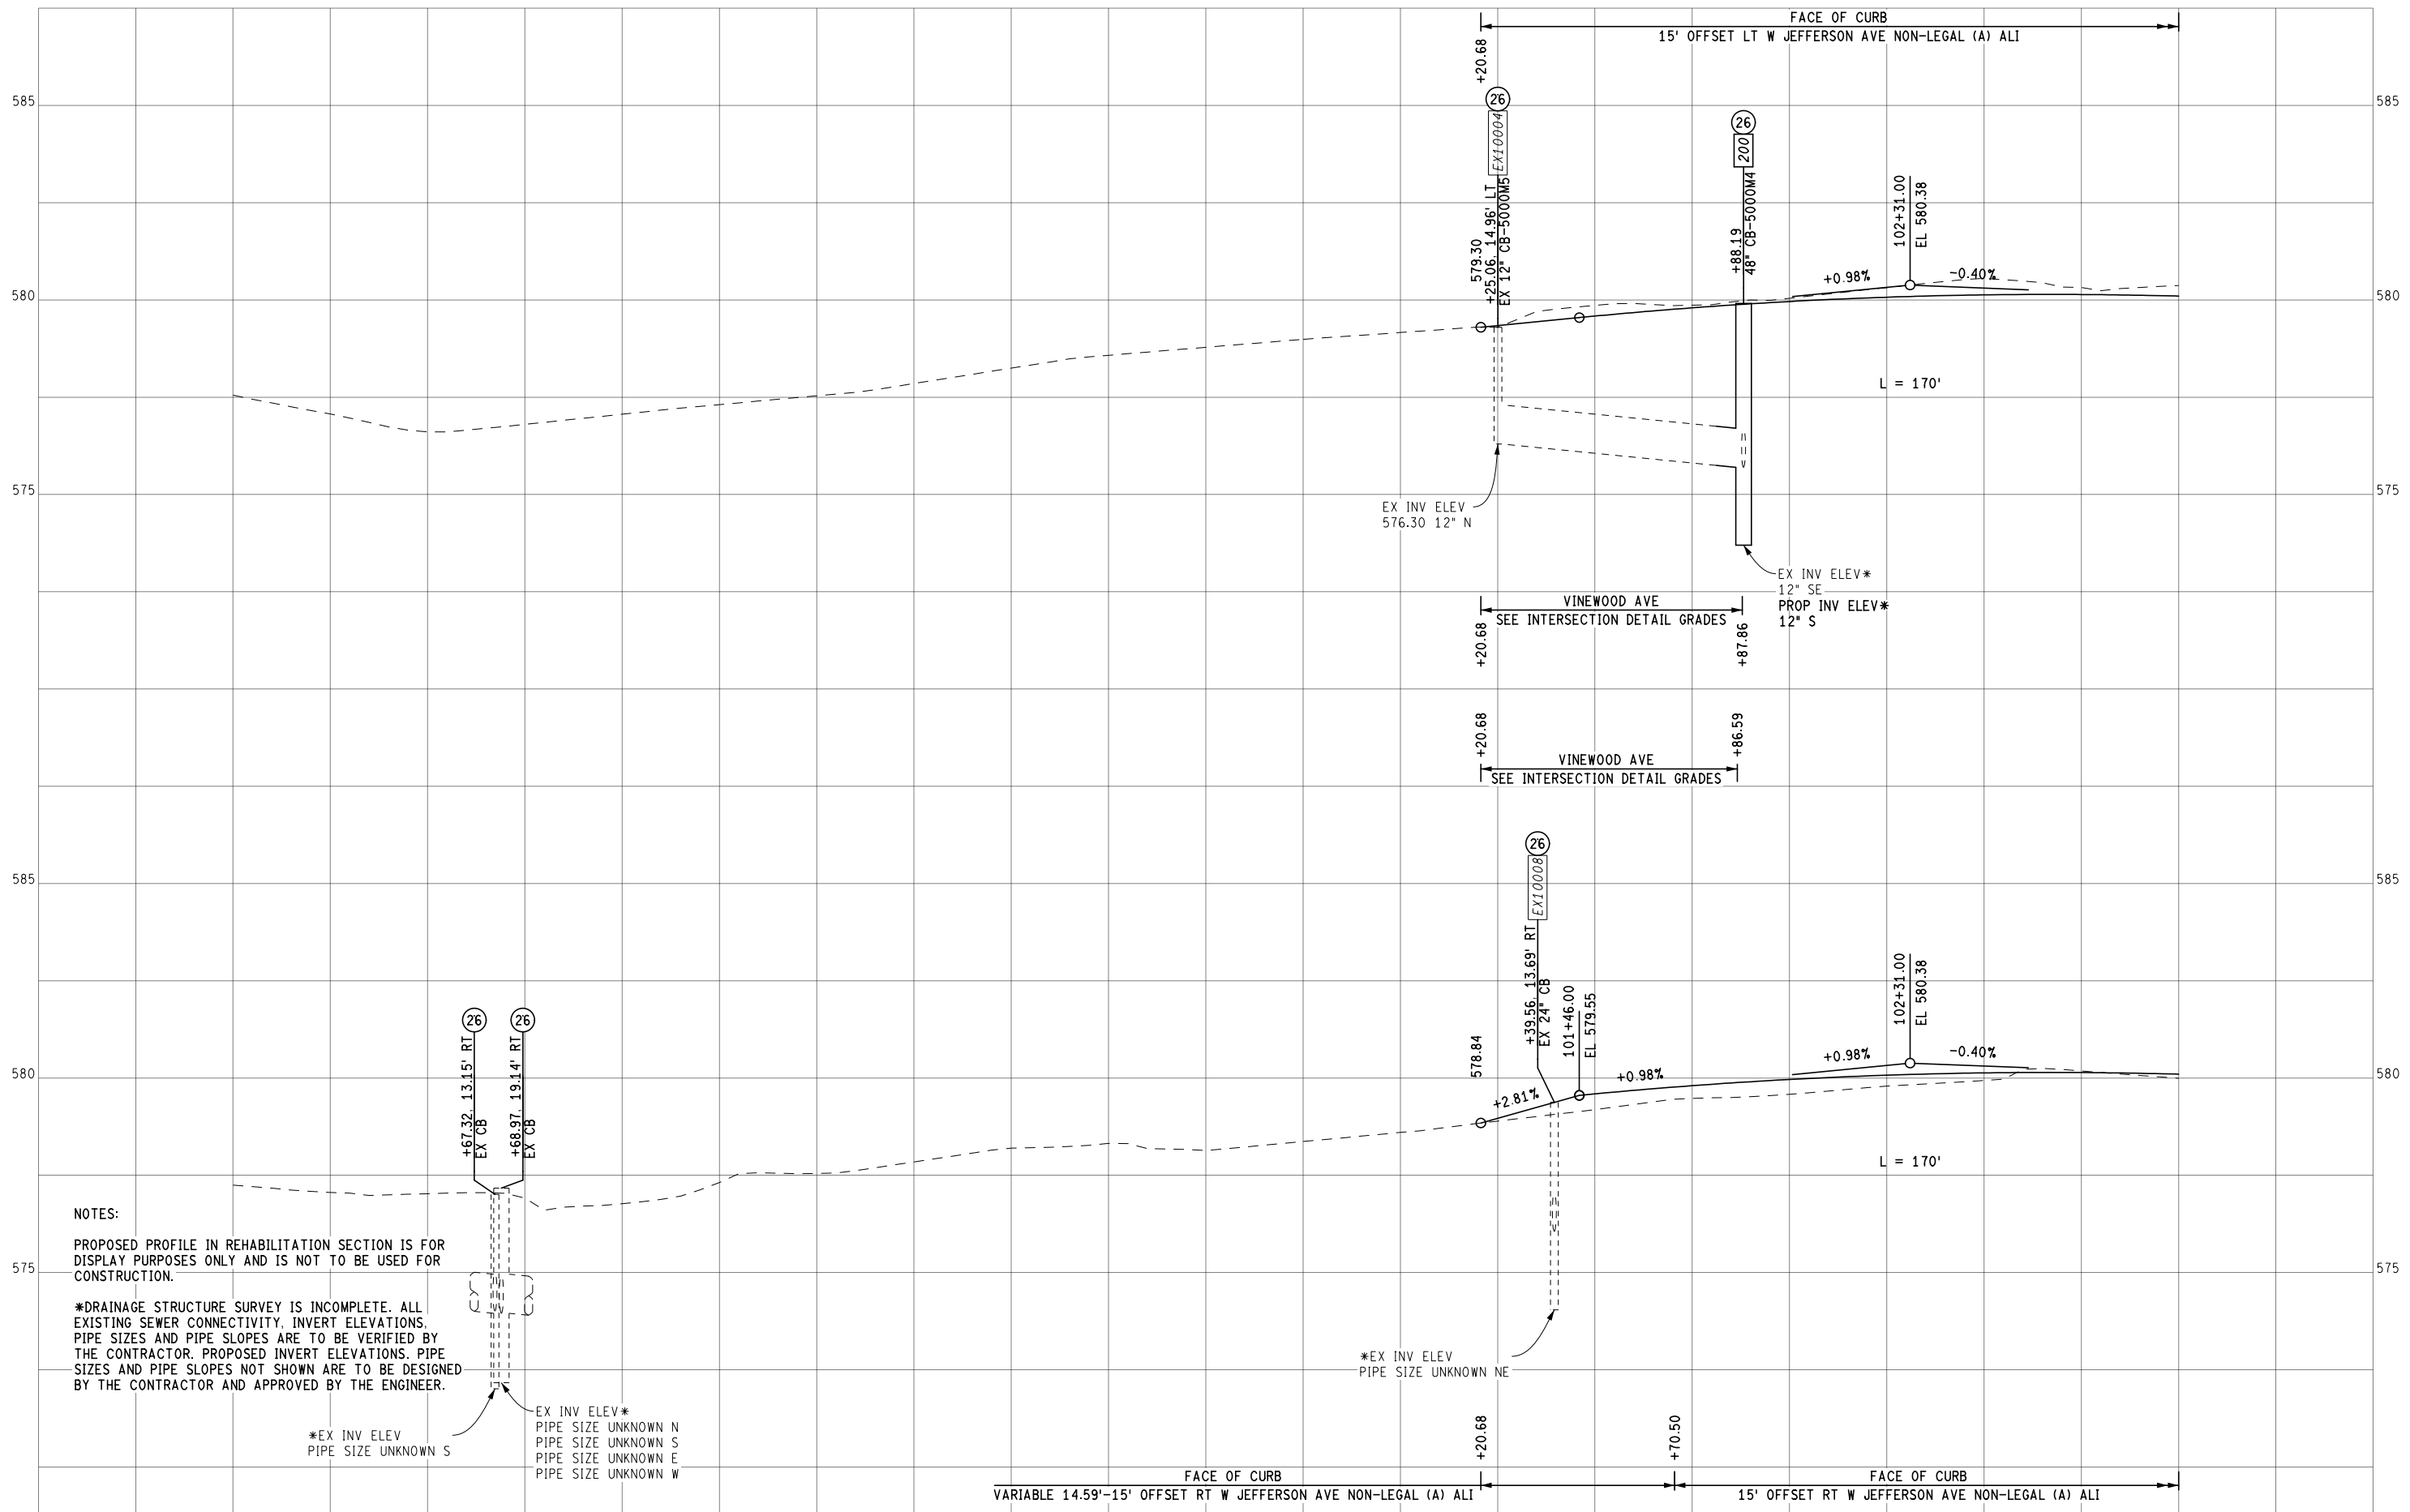 FACE OF CURB
15' OFFSET LT W JEFFERSON AVE NON-LEGAL (A) ALI
+20.68
585
585
26
EX10004
26
200
579.30
+25.06, 14.96' LT
EX 12" CB-5000M5
+88.19
48" CB-5000M4
102+31.00
EL 580.38
+0.98%
-0.40%
580
580
L = 170'
575
575
EX INV ELEV
576.30 12" N
EX INV ELEV*
12" SE
PROP INV ELEV*
12" S
VINEWOOD AVE
SEE INTERSECTION DETAIL GRADES
+20.68
+87.86
+20.68
+86.59
VINEWOOD AVE
SEE INTERSECTION DETAIL GRADES
585
585
26
EX10008
+39.56, 13.69' RT
EX 24" CB
101+46.00
EL 579.55
102+31.00
EL 580.38
578.84
+2.81%
+0.98%
+0.98%
-0.40%
26
26
+67.32, 13.15' RT
EX CB
+68.97, 19.14' RT
EX CB
580
580
L = 170'
NOTES:
PROPOSED PROFILE IN REHABILITATION SECTION IS FOR
DISPLAY PURPOSES ONLY AND IS NOT TO BE USED FOR
CONSTRUCTION.
575
575
*DRAINAGE STRUCTURE SURVEY IS INCOMPLETE. ALL
EXISTING SEWER CONNECTIVITY, INVERT ELEVATIONS,
PIPE SIZES AND PIPE SLOPES ARE TO BE VERIFIED BY
THE CONTRACTOR. PROPOSED INVERT ELEVATIONS. PIPE
SIZES AND PIPE SLOPES NOT SHOWN ARE TO BE DESIGNED
BY THE CONTRACTOR AND APPROVED BY THE ENGINEER.
*EX INV ELEV
PIPE SIZE UNKNOWN NE
*EX INV ELEV
PIPE SIZE UNKNOWN S
EX INV ELEV*
PIPE SIZE UNKNOWN N
PIPE SIZE UNKNOWN S
PIPE SIZE UNKNOWN E
PIPE SIZE UNKNOWN W
+20.68
+70.50
FACE OF CURB
VARIABLE 14.59'-15' OFFSET RT W JEFFERSON AVE NON-LEGAL (A) ALI
FACE OF CURB
15' OFFSET RT W JEFFERSON AVE NON-LEGAL (A) ALI